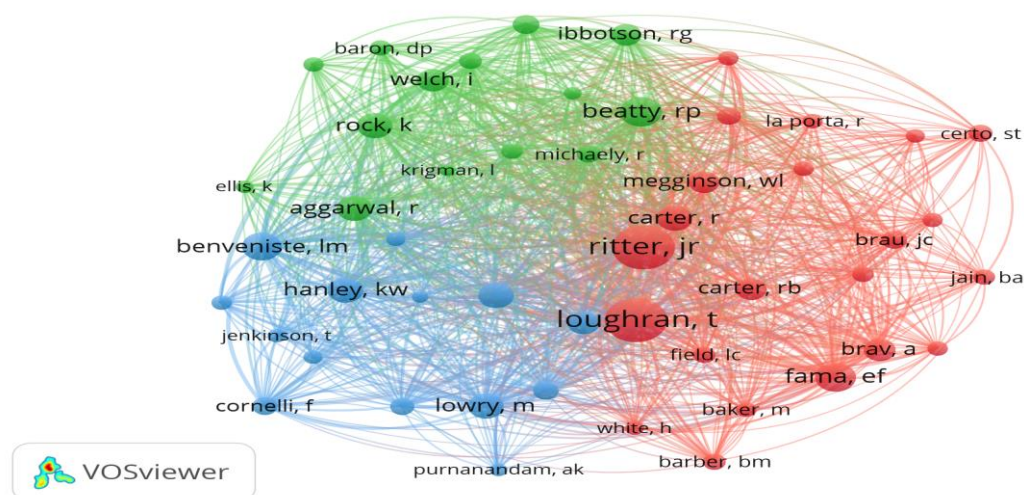 ibbotson, rg
baron, dp
welch, i
beatty, rp
rock, k
la porta, r
certo, st
michaely, r
krigman, l
megginson, wl
ellis, k
aggarwal, r
carter, r
benveniste, lm
ritter, jr
brau, jc
jain, ba
hanley, kw
carter, rb
loughran, t
jenkinson, t
field, lc
brav, a
fama, ef
cornelli, f
lowry, m
baker, m
white, h
barber, bm
purnanandam, ak
VOSviewer